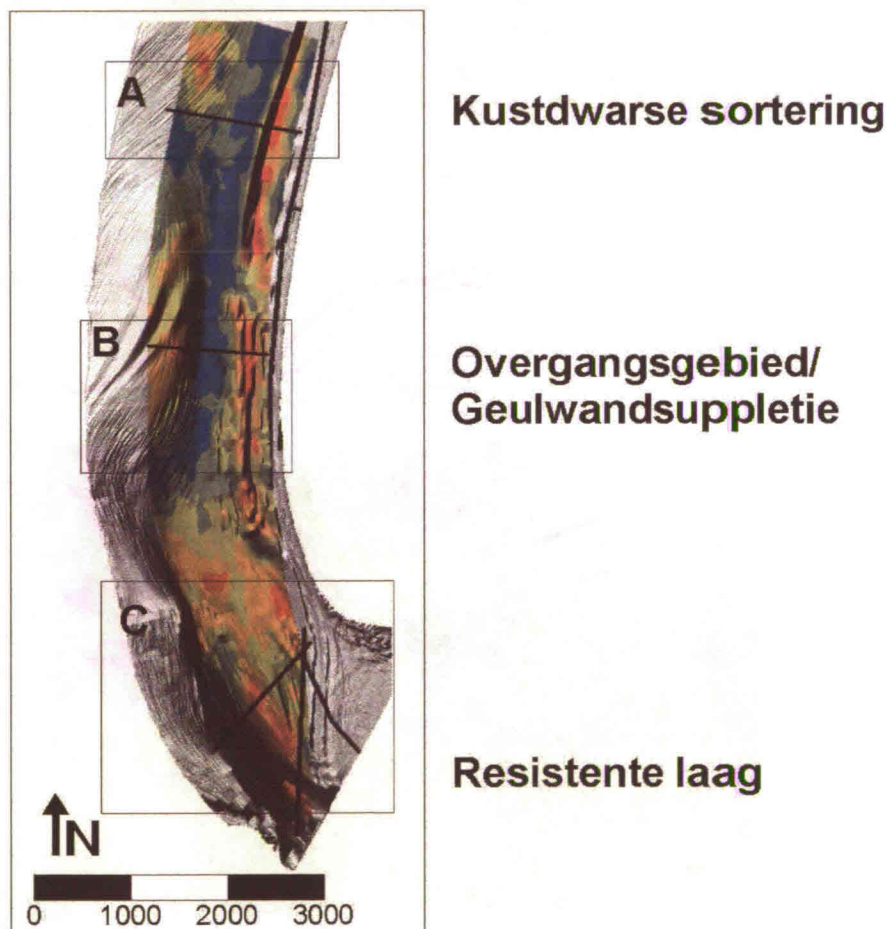 A
Kustdwarse sortering
B
Overgangsgebied/
Geulwandsuppletie
C
Resistente laag
N
0 1000 2000 3000